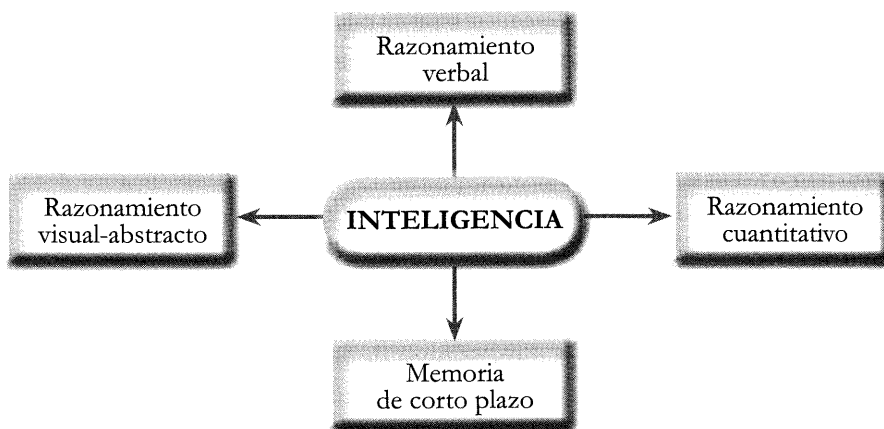 Razonamiento
verbal
Razonamiento
visual-abstracto
INTELIGENCIA
Razonamiento
cuantitativo
Memoria
de corto plazo